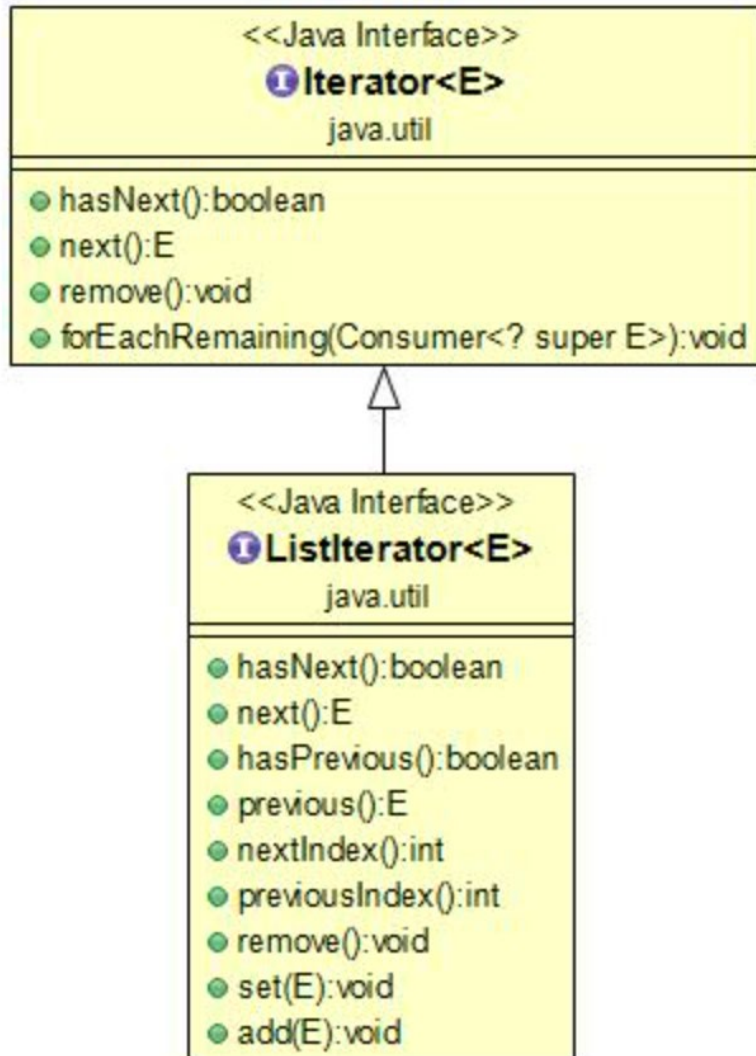 <<Java Interface>>
I Iterator<E>
java.util
hasNext():boolean
next():E
remove():void
forEachRemaining(Consumer<? super E>):void
<<Java Interface>>
I ListIterator<E>
java.util
hasNext():boolean
next():E
hasPrevious():boolean
previous():E
nextIndex():int
previousIndex():int
remove():void
set(E):void
add(E):void